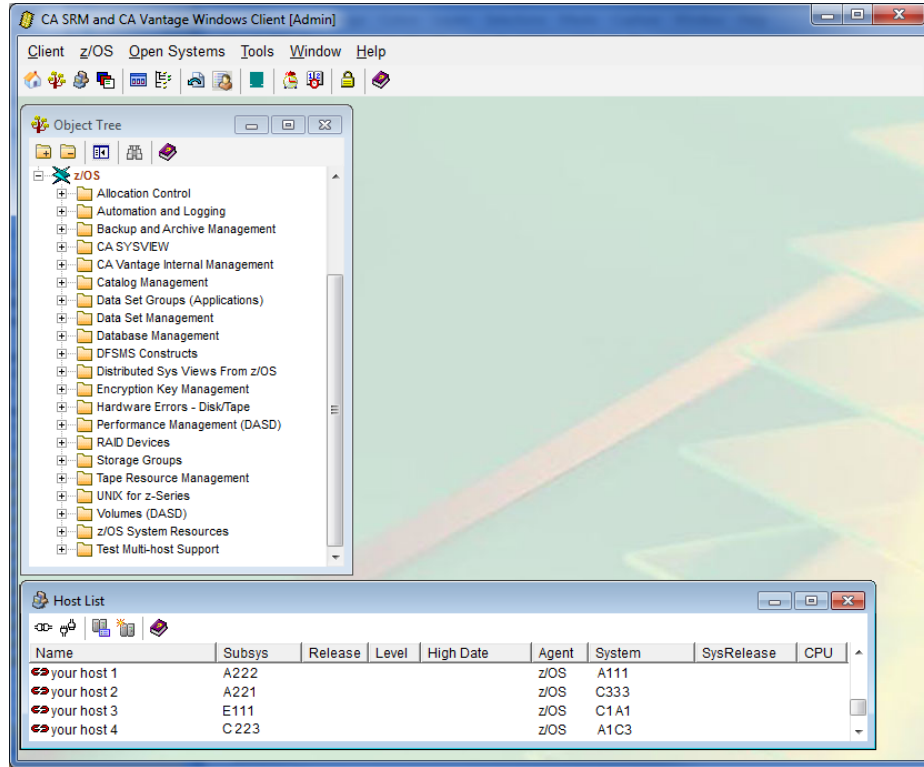 CA SRM and CA Vantage Windows Client [Admin]
Client z/OS Open Systems Tools Window Help
Object Tree
z/OS
Allocation Control
Automation and Logging
Backup and Archive Management
CA SYSVIEW
CA Vantage Internal Management
Catalog Management
Data Set Groups (Applications)
Data Set Management
Database Management
DFSMS Constructs
Distributed Sys Views From z/OS
Encryption Key Management
Hardware Errors - Disk/Tape
Performance Management (DASD)
RAID Devices
Storage Groups
Tape Resource Management
UNIX for z-Series
Volumes (DASD)
z/OS System Resources
Test Multi-host Support
Host List
Name Subsys Release Level High Date Agent System SysRelease CPU
your host 1 A222 z/OS A111
your host 2 A221 z/OS C333
your host 3 E111 z/OS C1A1
your host 4 C223 z/OS A1C3